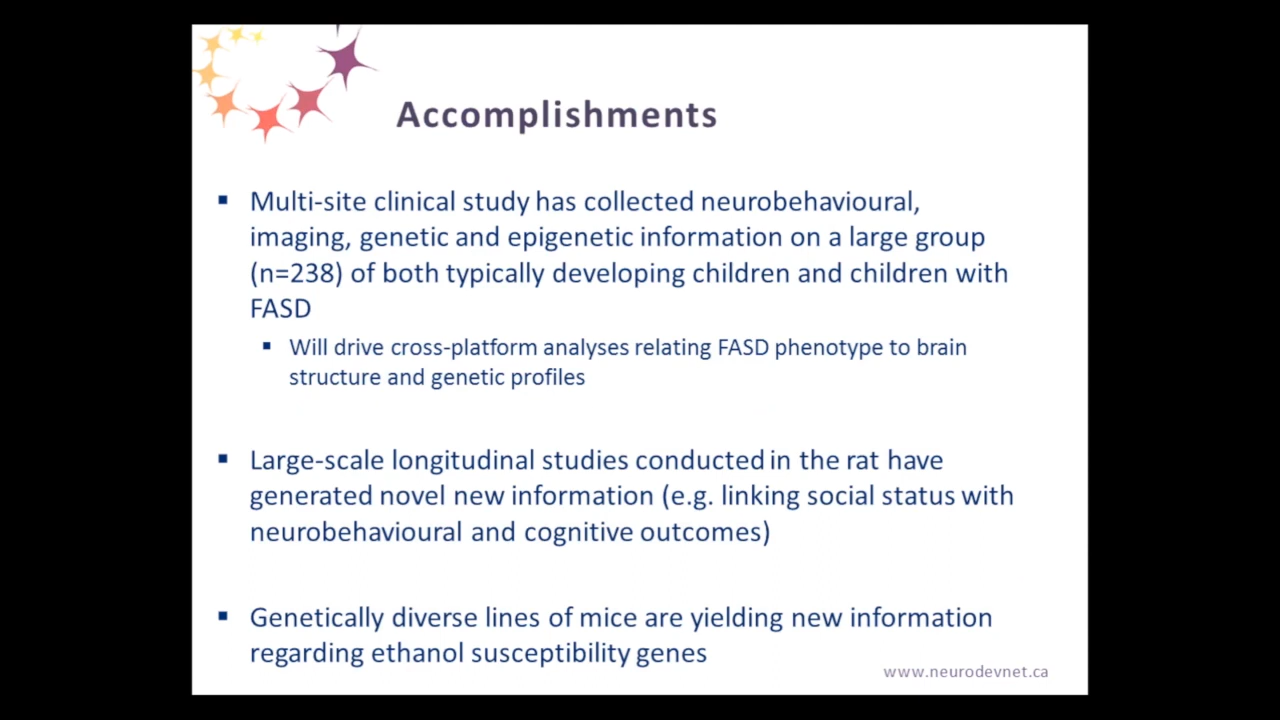 Accomplishments
▪ Multi-site clinical study has collected neurobehavioural,
imaging, genetic and epigenetic information on a large group
(n=238) of both typically developing children and children with
FASD
▪ Will drive cross-platform analyses relating FASD phenotype to brain
structure and genetic profiles
▪ Large-scale longitudinal studies conducted in the rat have
generated novel new information (e.g. linking social status with
neurobehavioural and cognitive outcomes)
▪ Genetically diverse lines of mice are yielding new information
regarding ethanol susceptibility genes
www.neurodevnet.ca